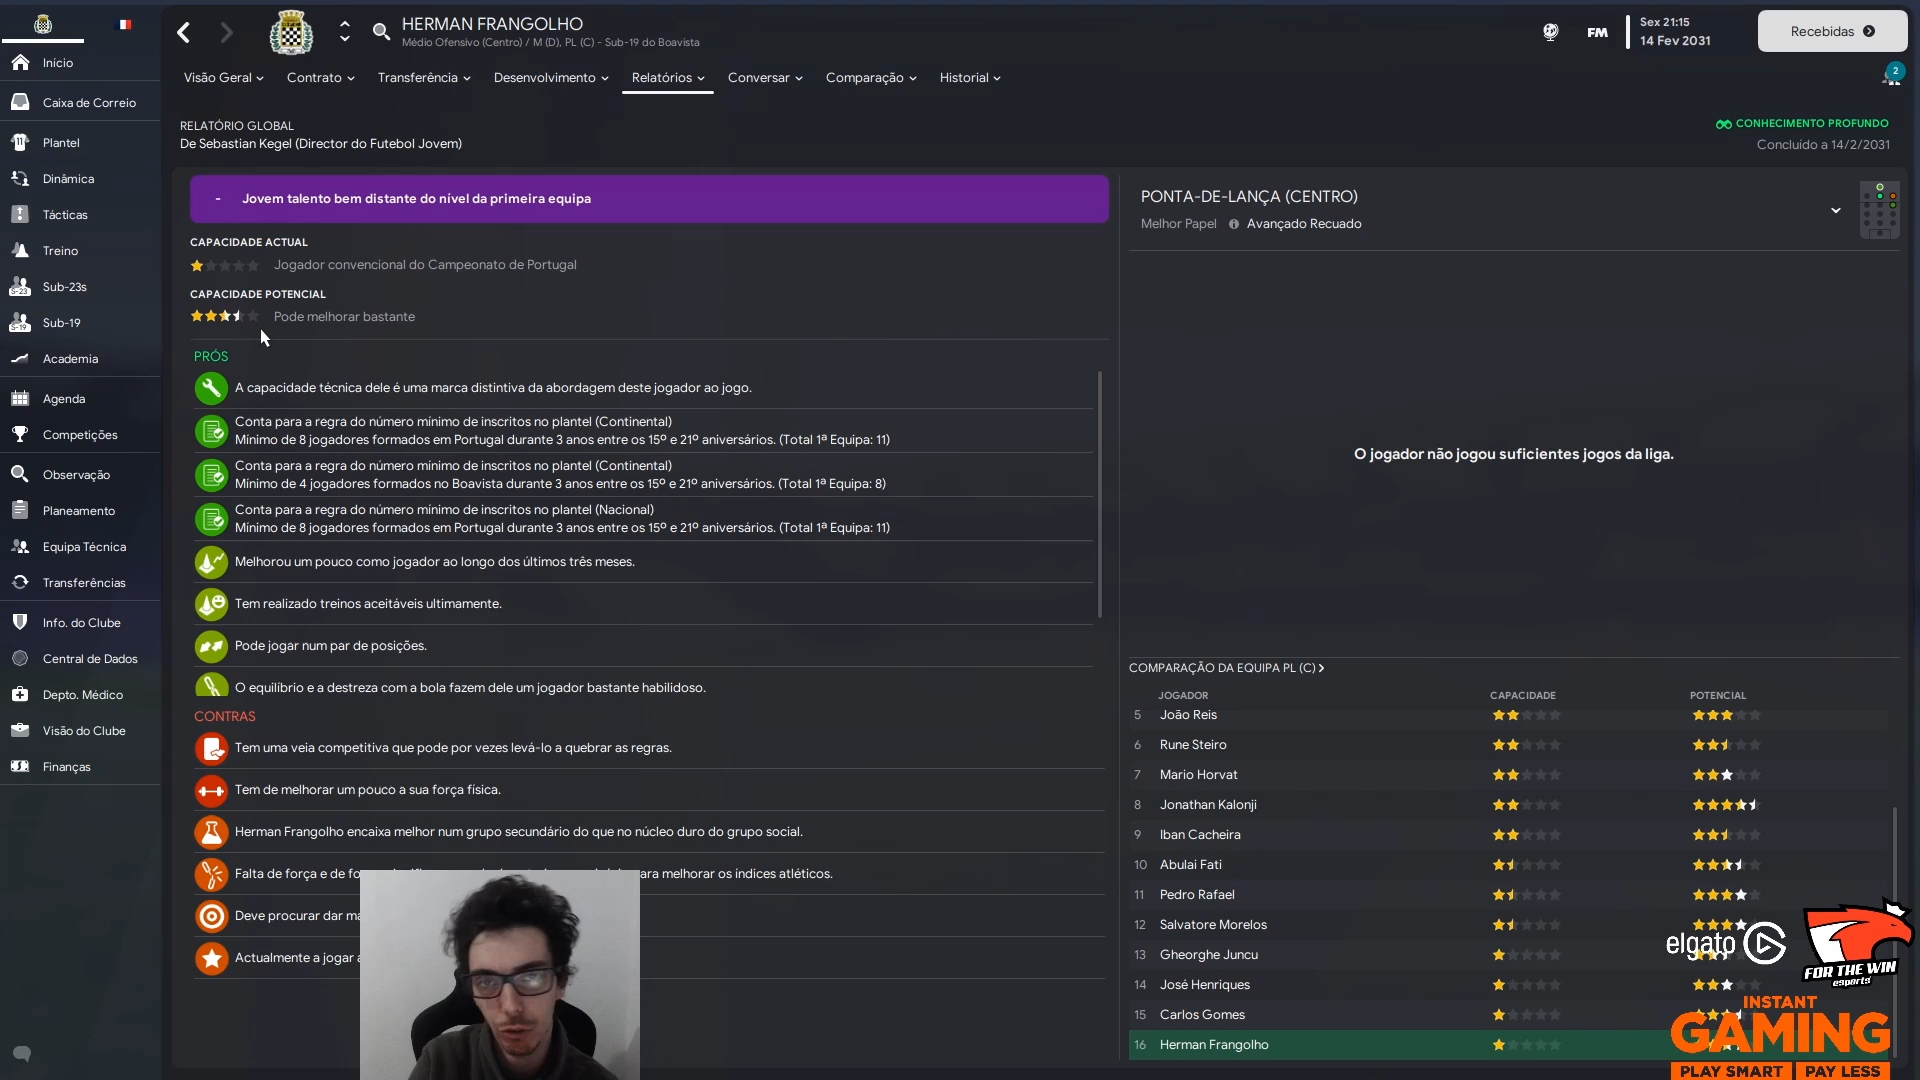 HERMAN FRANGOLHO
Médio Ofensivo (Centro) / M (D), PL (C) - Sub-19 do Boavista
FM
Sex 21:15
14 Fev 2031
Recebidas
2
Visão Geral
Contrato
Transferência
Desenvolvimento
Relatórios
Conversar
Comparação
Historial
Início
Caixa de Correio
Plantel
Dinâmica
Tácticas
Treino
Sub-23s
Sub-19
Academia
Agenda
Competições
Observação
Planeamento
Equipa Técnica
Transferências
Info. do Clube
Central de Dados
Depto. Médico
Visão do Clube
Finanças
RELATÓRIO GLOBAL
De Sebastian Kegel (Director do Futebol Jovem)
CONHECIMENTO PROFUNDO
Concluído a 14/2/2031
- Jovem talento bem distante do nível da primeira equipa
CAPACIDADE ACTUAL
Jogador convencional do Campeonato de Portugal
CAPACIDADE POTENCIAL
Pode melhorar bastante
PRÓS
A capacidade técnica dele é uma marca distintiva da abordagem deste jogador ao jogo.
Conta para a regra do número mínimo de inscritos no plantel (Continental)
Mínimo de 8 jogadores formados em Portugal durante 3 anos entre os 15º e 21º aniversários. (Total 1ª Equipa: 11)
Conta para a regra do número mínimo de inscritos no plantel (Continental)
Mínimo de 4 jogadores formados no Boavista durante 3 anos entre os 15º e 21º aniversários. (Total 1ª Equipa: 8)
Conta para a regra do número mínimo de inscritos no plantel (Nacional)
Mínimo de 8 jogadores formados em Portugal durante 3 anos entre os 15º e 21º aniversários. (Total 1ª Equipa: 11)
Melhorou um pouco como jogador ao longo dos últimos três meses.
Tem realizado treinos aceitáveis ultimamente.
Pode jogar num par de posições.
O equilíbrio e a destreza com a bola fazem dele um jogador bastante habilidoso.
CONTRAS
Tem uma veia competitiva que pode por vezes levá-lo a quebrar as regras.
Tem de melhorar um pouco a sua força física.
Herman Frangolho encaixa melhor num grupo secundário do que no núcleo duro do grupo social.
Falta de força e de melhorar os índices atléticos.
Deve procurar dar
Actualmente a jogar
PONTA-DE-LANÇA (CENTRO)
Melhor Papel Avançado Recuado
O jogador não jogou suficientes jogos da liga.
COMPARAÇÃO DA EQUIPA PL (C)
JOGADOR CAPACIDADE POTENCIAL
5 João Reis
6 Rune Steiro
7 Mario Horvat
8 Jonathan Kalonji
9 Iban Cacheira
10 Abulai Fati
11 Pedro Rafael
12 Salvatore Morelos
13 Gheorghe Juncu
14 José Henriques
15 Carlos Gomes
16 Herman Frangolho
elgato
FOR THE WIN
esports
INSTANT
GAMING
PLAY SMART PAY LESS